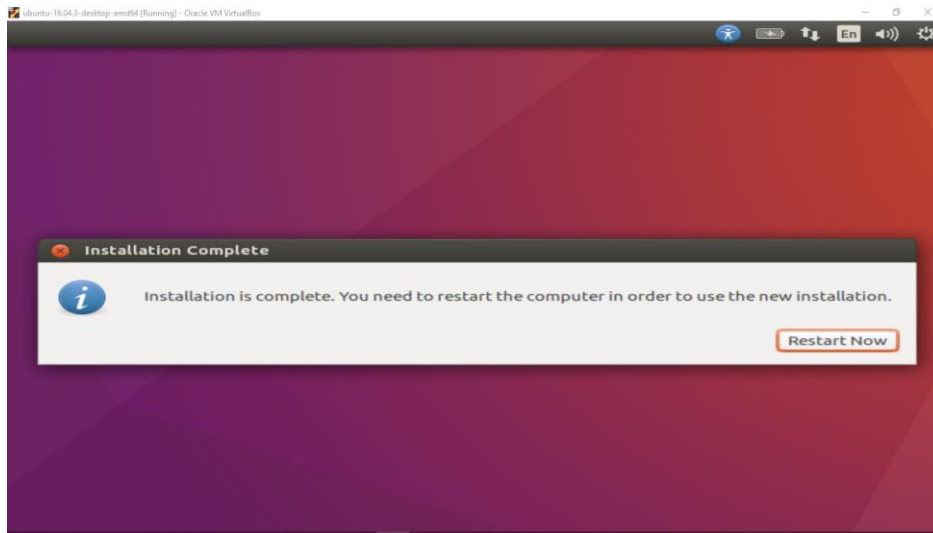 ubuntu-16.04.3-desktop-amd64 [Running] - Oracle VM VirtualBox
En
Installation Complete
Installation is complete. You need to restart the computer in order to use the new installation.
Restart Now